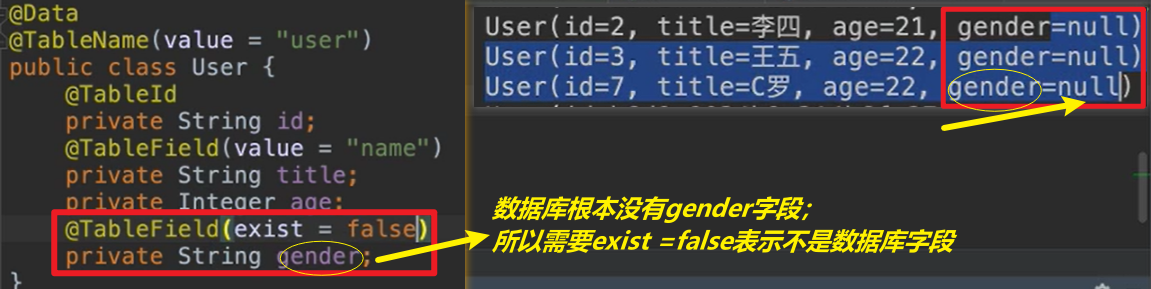 @Data
@TableName(value = "user")
public class User {
@TableId
private String id;
@TableField(value = "name")
private String title;
private Integer age;
@TableField(exist = false)
private String gender;
}
User(id=2, title=李四, age=21, gender=null)
User(id=3, title=王五, age=22, gender=null)
User(id=7, title=C罗, age=22, gender=null)
数据库根本没有gender字段;
所以需要exist =false表示不是数据库字段